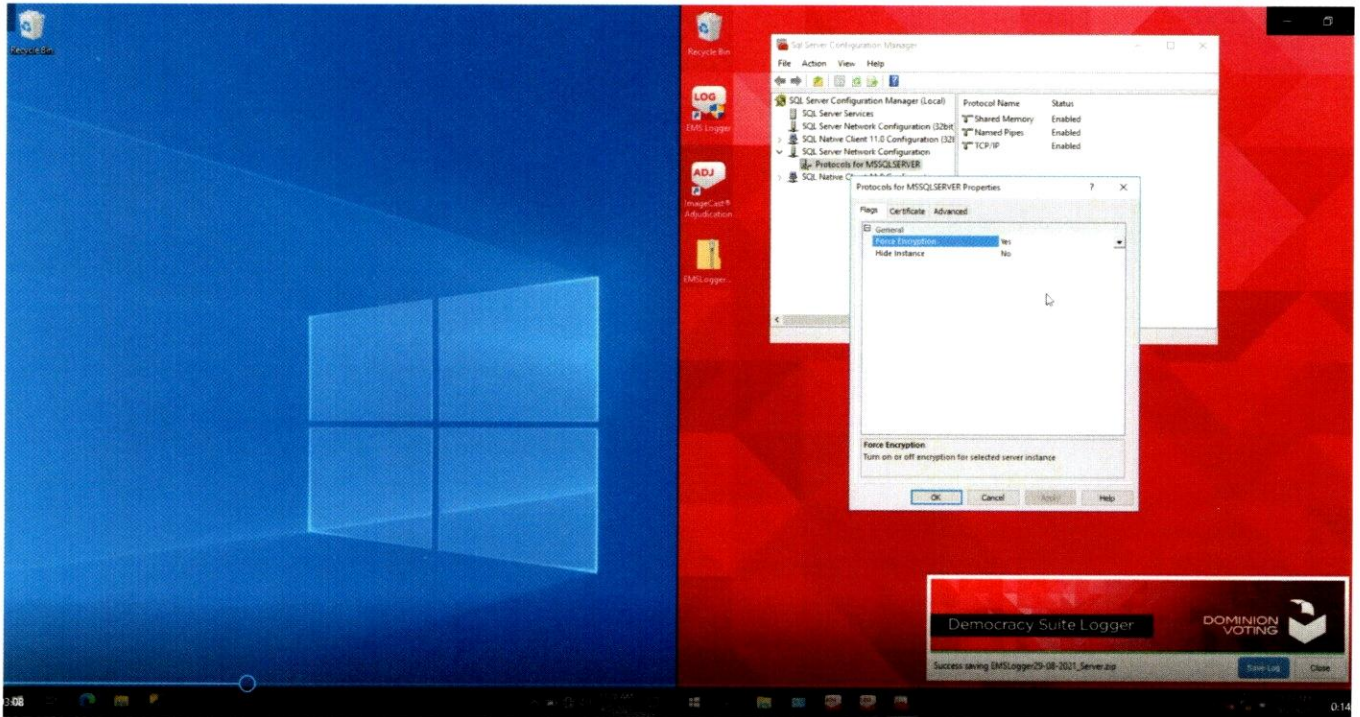 Recycle Bin
Recycle Bin
LOG
EMS Logger
ADJ
ImageCast®
Adjudication
EMSLogger...
Sql Server Configuration Manager
File Action View Help
SQL Server Configuration Manager (Local)
SQL Server Services
SQL Server Network Configuration (32bit
SQL Native Client 11.0 Configuration (32
SQL Server Network Configuration
Protocols for MSSQLSERVER
SQL Native
Protocol Name Status
Shared Memory Enabled
Named Pipes Enabled
TCP/IP Enabled
Protocols for MSSQLSERVER Properties
Flags Certificate Advanced
General
Force Encryption Yes
Hide Instance No
Force Encryption
Turn on or off encryption for selected server instance
OK Cancel Apply Help
Democracy Suite Logger
DOMINION
VOTING
Success saving EMSLogger29-08-2021_Server.zip
Save Log Close
0:14